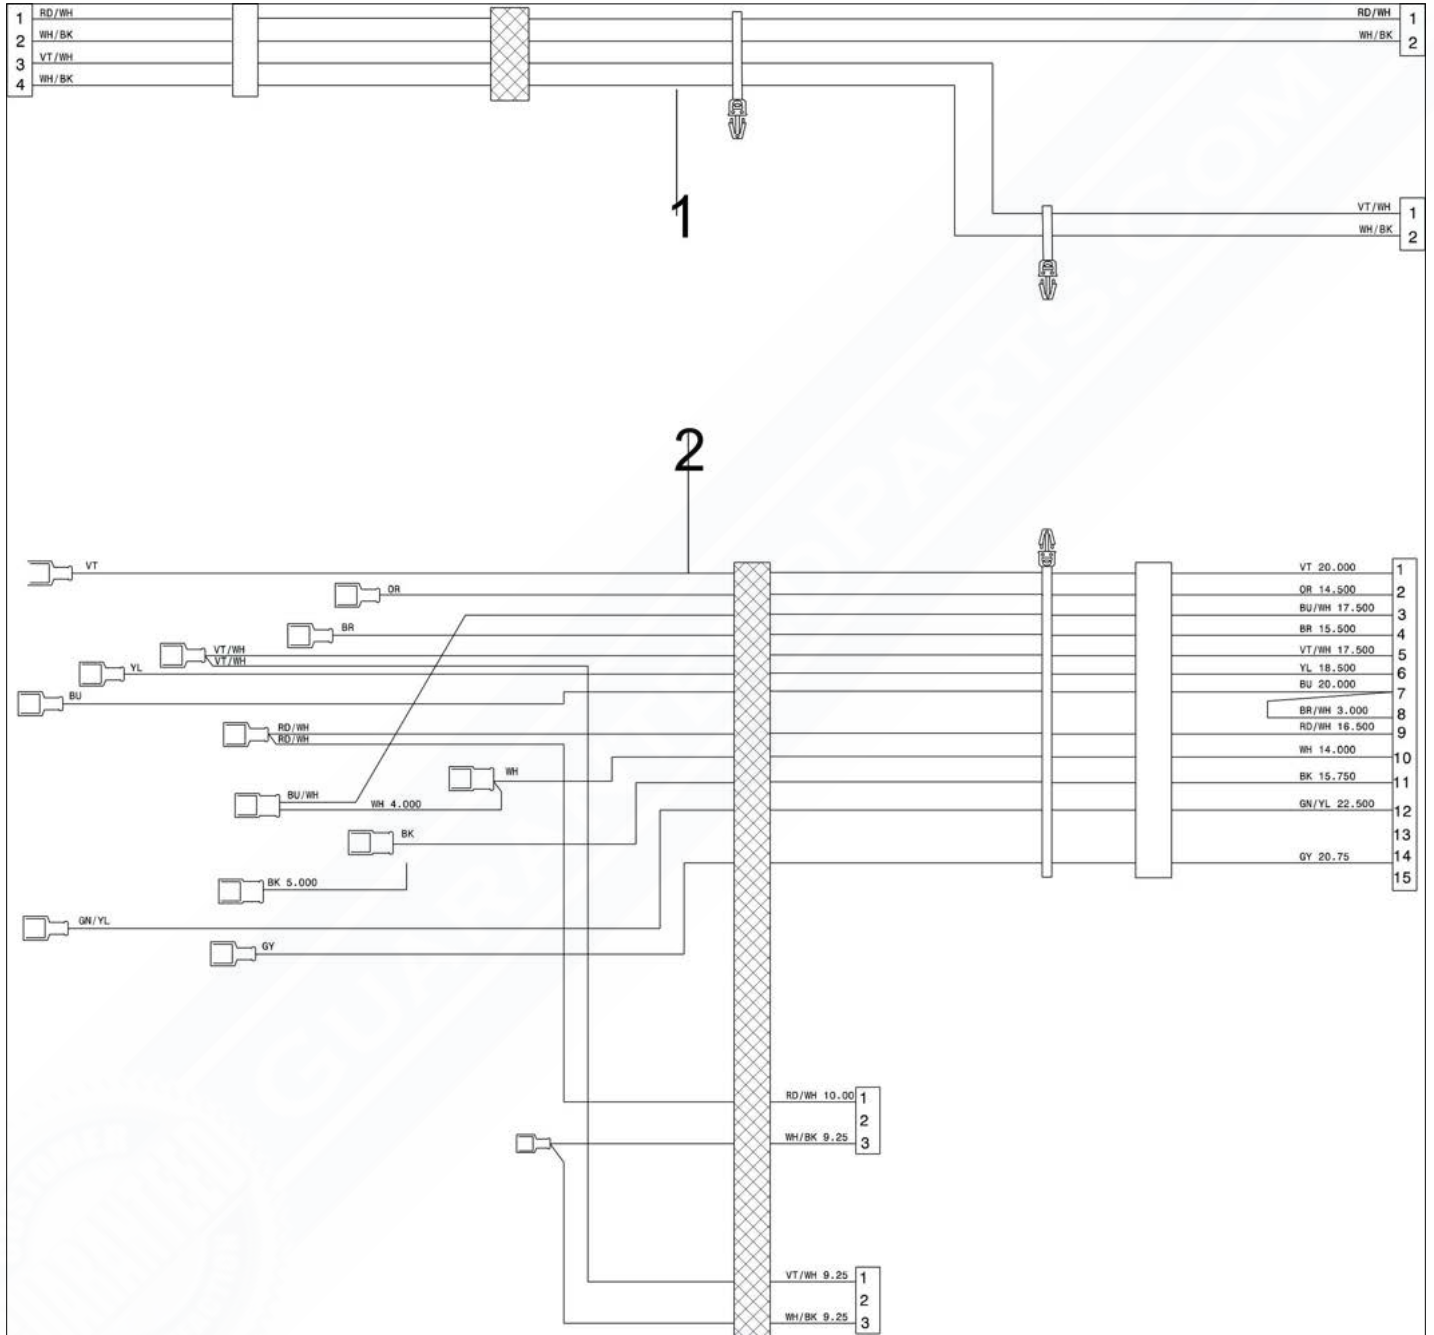 1 RD/WH RD/WH 1
2 WH/BK WH/BK 2
3 VT/WH
4 WH/BK
1
VT/WH 1
WH/BK 2
2
VT VT 20.000 1
OR OR 14.500 2
BU/WH 17.500 3
BR BR 15.500 4
VT/WH VT/WH 17.500 5
VT/WH
YL YL 18.500 6
BU BU 20.000 7
BR/WH 3.000 8
RD/WH RD/WH 16.500 9
RD/WH
WH WH 14.000 10
BK 15.750 11
BU/WH
WH 4.000 GN/YL 22.500 12
BK 13
GY 20.75 14
BK 5.000 15
GN/YL
GY
RD/WH 10.00 1
2
WH/BK 9.25 3
VT/WH 9.25 1
2
WH/BK 9.25 3